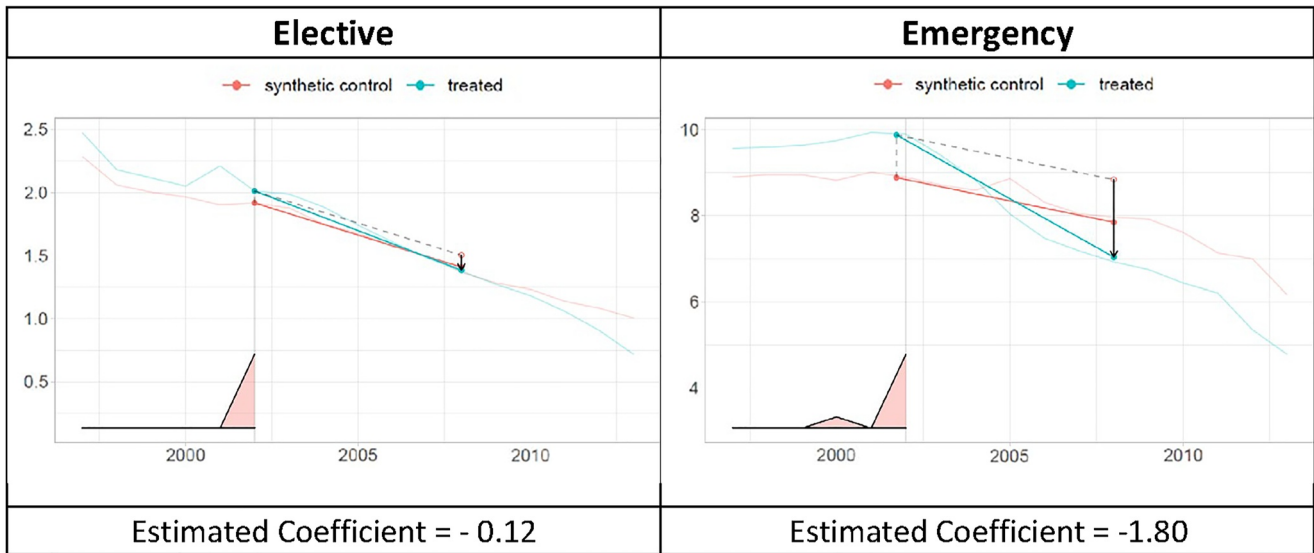 Elective
Emergency
synthetic control treated
synthetic control treated
2.5
2.0
1.5
1.0
0.5
2000 2005 2010
10
8
6
4
2000 2005 2010
Estimated Coefficient = - 0.12
Estimated Coefficient = -1.80